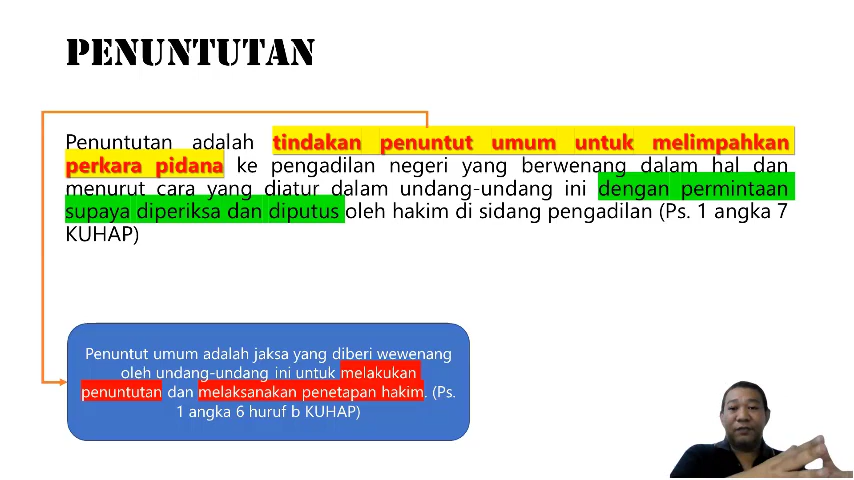 PENUNTUTAN
Penuntutan adalah tindakan penuntut umum untuk melimpahkan
perkara pidana ke pengadilan negeri yang berwenang dalam hal dan
menurut cara yang diatur dalam undang-undang ini dengan permintaan
supaya diperiksa dan diputus oleh hakim di sidang pengadilan (Ps. 1 angka 7
KUHAP)
Penuntut umum adalah jaksa yang diberi wewenang
oleh undang-undang ini untuk melakukan
penuntutan dan melaksanakan penetapan hakim. (Ps.
1 angka 6 huruf b KUHAP)